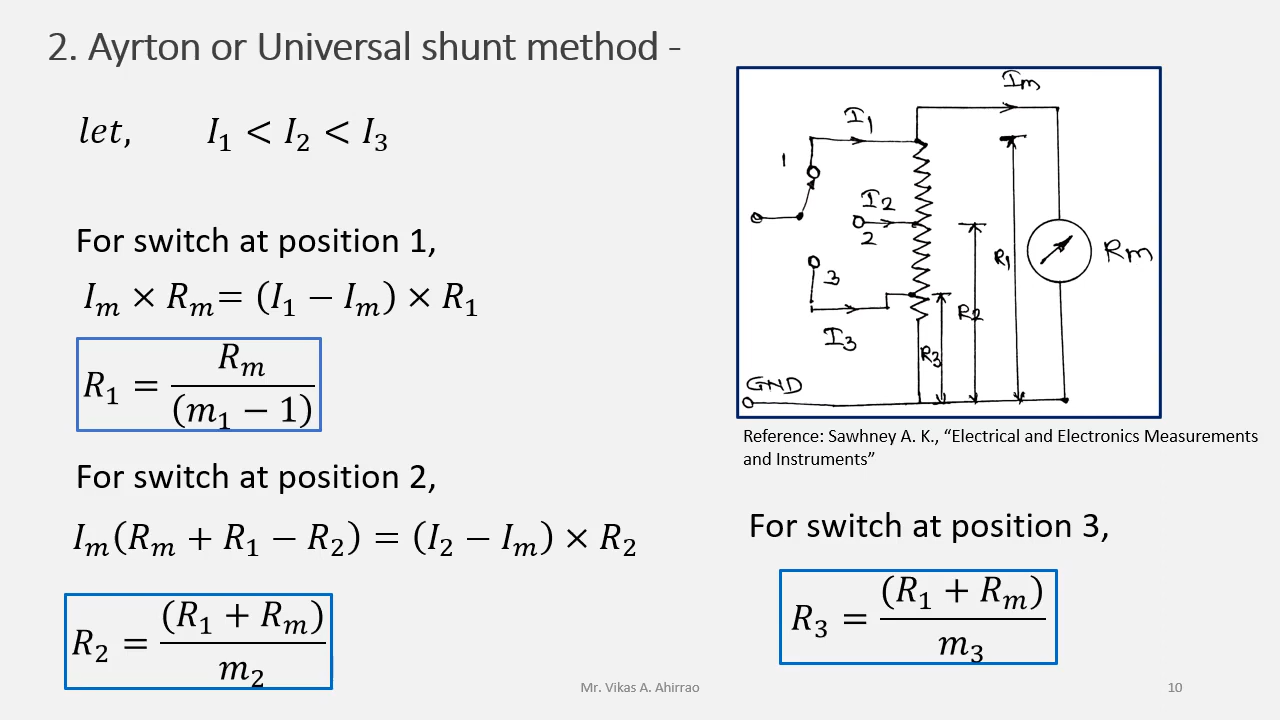 2. Ayrton or Universal shunt method -
let, I₁ < I₂ < I₃
For switch at position 1,
Iₘ × Rₘ= (I₁ − Iₘ) × R₁
R₁ = Rₘ / (m₁ − 1)
For switch at position 2,
Iₘ(Rₘ + R₁ − R₂) = (I₂ − Iₘ) × R₂
R₂ = (R₁ + Rₘ) / m₂
Im
I1
1
I2
2
3
I3
R1
R2
R3
Rm
GND
Reference: Sawhney A. K., “Electrical and Electronics Measurements
and Instruments”
For switch at position 3,
R₃ = (R₁ + Rₘ) / m₃
Mr. Vikas A. Ahirrao
10